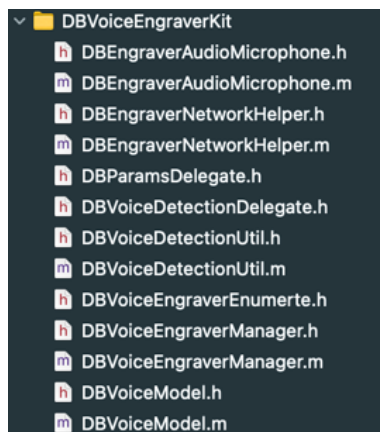 DBVoiceEngraverKit
h DBEngraverAudioMicrophone.h
m DBEngraverAudioMicrophone.m
h DBEngraverNetworkHelper.h
m DBEngraverNetworkHelper.m
h DBParamsDelegate.h
h DBVoiceDetectionDelegate.h
h DBVoiceDetectionUtil.h
m DBVoiceDetectionUtil.m
h DBVoiceEngraverEnumerte.h
h DBVoiceEngraverManager.h
m DBVoiceEngraverManager.m
h DBVoiceModel.h
m DBVoiceModel.m